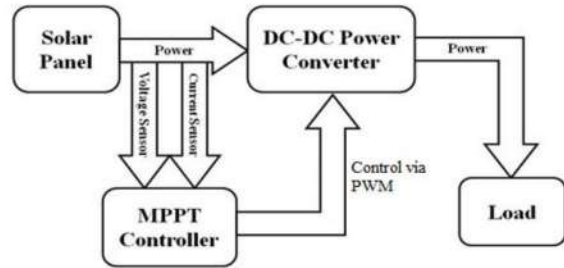 Solar
Panel
Power
DC-DC Power
Converter
Power
Voltage Sensor
Current Sensor
Control via
PWM
MPPT
Controller
Load